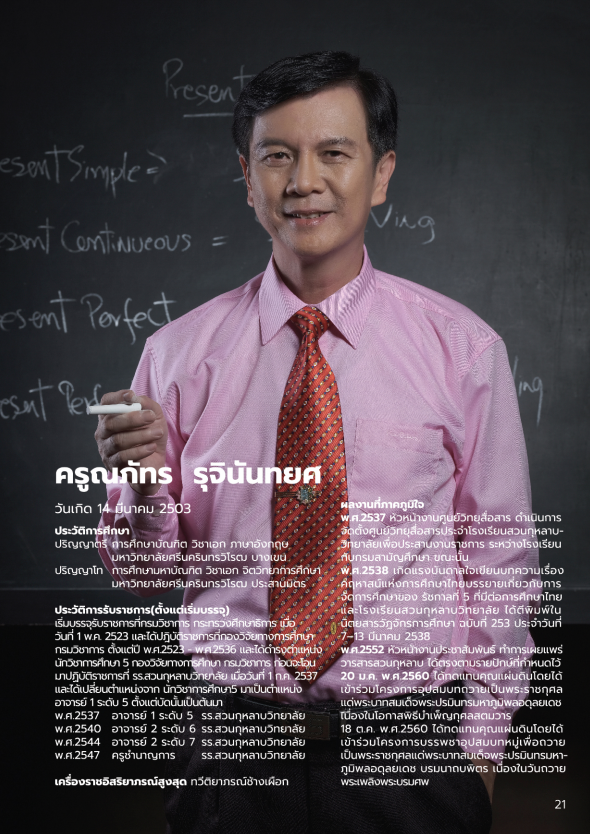 Present
esent Simple =>
esent Continueous = Ving
esent Perfect
esent Perfe
ing
ครูณภัทร รุจินันทยศ
วันเกิด 14 มีนาคม 2503
ประวัติการศึกษา
ปริญญาตรี การศึกษาบัณฑิต วิชาเอก ภาษาอังกฤษ
มหาวิทยาลัยศรีนครินทรวิโรฒ บางเขน
ปริญญาโท การศึกษามหาบัณฑิต วิชาเอก จิตวิทยาการศึกษา
มหาวิทยาลัยศรีนครินทรวิโรฒ ประสานมิตร
ประวัติการรับราชการ(ตั้งแต่เริ่มบรรจุ)
เริ่มบรรจุรับราชการที่กรมวิชาการ กระทรวงศึกษาธิการ เมื่อ
วันที่ 1 พ.ค. 2523 และได้ปฏิบัติราชการที่กองวิจัยทางการศึกษา
กรมวิชาการ ตั้งแต่ปี พ.ศ.2523 - พ.ศ.2536 และได้ดำรงตำแหน่ง
นักวิชาการศึกษา 5 กองวิจัยทางการศึกษา กรมวิชาการ ก่อนจะโอน
มาปฏิบัติราชการที่ รร.สวนกุหลาบวิทยาลัย เมื่อวันที่ 1 ก.ค. 2537
และได้เปลี่ยนตำแหน่งจาก นักวิชาการศึกษา5 มาเป็นตำแหน่ง
อาจารย์ 1 ระดับ 5 ตั้งแต่บัดนั้นเป็นต้นมา
พ.ศ.2537 อาจารย์ 1 ระดับ 5 รร.สวนกุหลาบวิทยาลัย
พ.ศ.2540 อาจารย์ 2 ระดับ 6 รร.สวนกุหลาบวิทยาลัย
พ.ศ.2544 อาจารย์ 2 ระดับ 7 รร.สวนกุหลาบวิทยาลัย
พ.ศ.2547 ครูชำนาญการ รร.สวนกุหลาบวิทยาลัย
เครื่องราชอิสริยาภรณ์สูงสุด ทวีติยาภรณ์ช้างเผือก
ผลงานที่ภาคภูมิใจ
พ.ศ.2537 หัวหน้างานศูนย์วิทยุสื่อสาร ดำเนินการ
จัดตั้งศูนย์วิทยุสื่อสารประจำโรงเรียนสวนกุหลาบ-
วิทยาลัยเพื่อประสานงานราชการ ระหว่างโรงเรียน
กับกรมสามัญศึกษา ขณะนั้น
พ.ศ.2538 เกิดแรงบันดาลใจเขียนบทความเรื่อง
คฤหาสน์แห่งการศึกษาไทยบรรยายเกี่ยวกับการ
จัดการศึกษาของ รัชกาลที่ 5 ที่มีต่อการศึกษาไทย
และโรงเรียนสวนกุหลาบวิทยาลัย ได้ตีพิมพ์ใน
นิตยสารวัฏจักรการศึกษา ฉบับที่ 253 ประจำวันที่
7-13 มีนาคม 2538
พ.ศ.2552 หัวหน้างานประชาสัมพันธ์ ทำการเผยแพร่
วารสารสวนกุหลาบ ได้ตรงตามรายปักษ์ที่กำหนดไว้
20 ม.ค. พ.ศ.2560 ได้ทดแทนคุณแผ่นดินโดยได้
เข้าร่วมโครงการอุปสมบทถวายเป็นพระราชกุศล
แด่พระบาทสมเด็จพระปรมินทรมหาภูมิพลอดุลยเดช
เนื่องในโอกาสพิธีบำเพ็ญกุศลสตมวาร
18 ต.ค. พ.ศ.2560 ได้ทดแทนคุณแผ่นดินโดยได้
เข้าร่วมโครงการบรรพชาอุปสมบทหมู่เพื่อถวาย
เป็นพระราชกุศลแด่พระบาทสมเด็จพระปรมินทรมหา-
ภูมิพลอดุลยเดช บรมนาถบพิตร เนื่องในวันถวาย
พระเพลิงพระบรมศพ
21